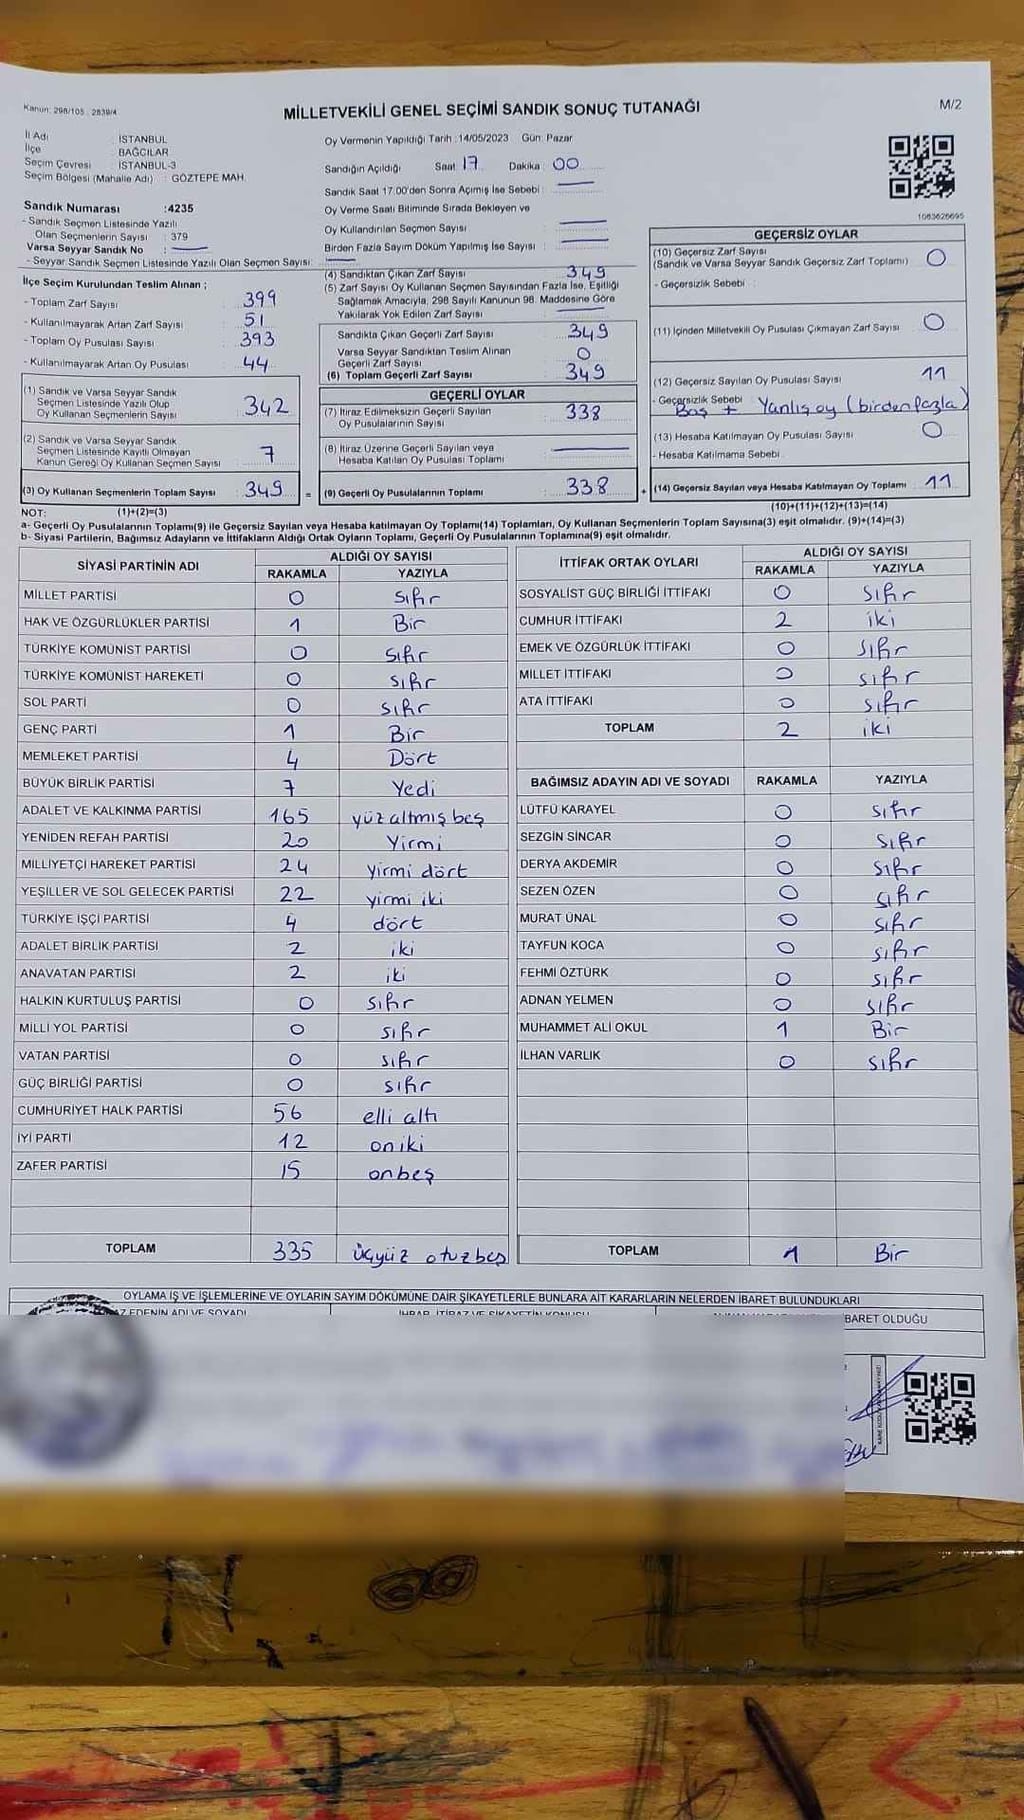 Kanun: 298/105 - 2839/4
MİLLETVEKİLİ GENEL SEÇİMİ SANDIK SONUÇ TUTANAĞI
M/2
İl Adı : İSTANBUL
İlçe : BAĞCILAR
Seçim Çevresi : İSTANBUL-3
Seçim Bölgesi (Mahalle Adı) : GÖZTEPE MAH.
Sandık Numarası :4235
- Sandık Seçmen Listesinde Yazılı
Olan Seçmenlerin Sayısı : 379
Varsa Seyyar Sandık No :
- Seyyar Sandık Seçmen Listesinde Yazılı Olan Seçmen Sayısı:
Oy Vermenin Yapıldığı Tarih : 14/05/2023 Gün: Pazar
Sandığın Açıldığı Saat: 17 Dakika : 00
Sandık Saat 17.00'den Sonra Açımış İse Sebebi :
Oy Verme Saati Bitiminde Sırada Bekleyen ve
Oy Kullandırılan Seçmen Sayısı :
Birden Fazla Sayım Döküm Yapılmış İse Sayısı :
1083626695
İlçe Seçim Kurulundan Teslim Alınan ;
- Toplam Zarf Sayısı : 399
- Kullanılmayarak Artan Zarf Sayısı : 51
- Toplam Oy Pusulası Sayısı : 393
- Kullanılmayarak Artan Oy Pusulası : 44
(1) Sandık ve Varsa Seyyar Sandık
Seçmen Listesinde Yazılı Olup
Oy Kullanan Seçmenlerin Sayısı : 342
(2) Sandık ve Varsa Seyyar Sandık
Seçmen Listesinde Kayıtlı Olmayan
Kanun Gereği Oy Kullanan Seçmen Sayısı : 7
(3) Oy Kullanan Seçmenlerin Toplam Sayısı : 349 =
(4) Sandıktan Çıkan Zarf Sayısı : 349
(5) Zarf Sayısı Oy Kullanan Seçmen Sayısından Fazla İse, Eşitliği
Sağlamak Amacıyla, 298 Sayılı Kanunun 98. Maddesine Göre
Yakılarak Yok Edilen Zarf Sayısı :
Sandıkta Çıkan Geçerli Zarf Sayısı : 349
Varsa Seyyar Sandıktan Teslim Alınan
Geçerli Zarf Sayısı : 0
(6) Toplam Geçerli Zarf Sayısı : 349
GEÇERLİ OYLAR
(7) İtiraz Edilmeksizin Geçerli Sayılan
Oy Pusulalarının Sayısı : 338
(8) İtiraz Üzerine Geçerli Sayılan veya
Hesaba Katılan Oy Pusulası Toplamı :
(9) Geçerli Oy Pusulalarının Toplamı : 338 +
GEÇERSİZ OYLAR
(10) Geçersiz Zarf Sayısı
(Sandık ve Varsa Seyyar Sandık Geçersiz Zarf Toplamı) : 0
- Geçersizlik Sebebi :
(11) İçinden Milletvekili Oy Pusulası Çıkmayan Zarf Sayısı : 0
(12) Geçersiz Sayılan Oy Pusulası Sayısı : 11
- Geçersizlik Sebebi : Boş + Yanlış oy (birden fazla)
(13) Hesaba Katılmayan Oy Pusulası Sayısı : 0
- Hesaba Katılmama Sebebi :
(14) Geçersiz Sayılan veya Hesaba Katılmayan Oy Toplamı : 11
NOT: (1)+(2)=(3)
(10)+(11)+(12)+(13)=(14)
a- Geçerli Oy Pusulalarının Toplamı(9) ile Geçersiz Sayılan veya Hesaba katılmayan Oy Toplamı(14) Toplamları, Oy Kullanan Seçmenlerin Toplam Sayısına(3) eşit olmalıdır. (9)+(14)=(3)
b- Siyasi Partilerin, Bağımsız Adayların ve İttifakların Aldığı Ortak Oyların Toplamı, Geçerli Oy Pusulalarının Toplamına(9) eşit olmalıdır.
SİYASİ PARTİNİN ADI
ALDIĞI OY SAYISI
RAKAMLA YAZIYLA
MİLLET PARTİSİ 0 sıfır
HAK VE ÖZGÜRLÜKLER PARTİSİ 1 Bir
TÜRKİYE KOMÜNİST PARTİSİ 0 sıfır
TÜRKİYE KOMÜNİST HAREKETİ 0 sıfır
SOL PARTİ 0 sıfır
GENÇ PARTİ 1 Bir
MEMLEKET PARTİSİ 4 Dört
BÜYÜK BİRLİK PARTİSİ 7 Yedi
ADALET VE KALKINMA PARTİSİ 165 yüz altmış beş
YENİDEN REFAH PARTİSİ 20 Yirmi
MİLLİYETÇİ HAREKET PARTİSİ 24 yirmi dört
YEŞİLLER VE SOL GELECEK PARTİSİ 22 yirmi iki
TÜRKİYE İŞÇİ PARTİSİ 4 dört
ADALET BİRLİK PARTİSİ 2 iki
ANAVATAN PARTİSİ 2 iki
HALKIN KURTULUŞ PARTİSİ 0 sıfır
MİLLİ YOL PARTİSİ 0 sıfır
VATAN PARTİSİ 0 sıfır
GÜÇ BİRLİĞİ PARTİSİ 0 sıfır
CUMHURİYET HALK PARTİSİ 56 elli altı
İYİ PARTİ 12 on iki
ZAFER PARTİSİ 15 onbeş
TOPLAM 335 üçyüz otuzbeş
İTTİFAK ORTAK OYLARI
ALDIĞI OY SAYISI
RAKAMLA YAZIYLA
SOSYALİST GÜÇ BİRLİĞİ İTTİFAKI 0 sıfır
CUMHUR İTTİFAKI 2 iki
EMEK VE ÖZGÜRLÜK İTTİFAKI 0 sıfır
MİLLET İTTİFAKI 0 sıfır
ATA İTTİFAKI 0 sıfır
TOPLAM 2 iki
BAĞIMSIZ ADAYIN ADI VE SOYADI RAKAMLA YAZIYLA
LÜTFÜ KARAYEL 0 sıfır
SEZGİN SİNCAR 0 sıfır
DERYA AKDEMİR 0 sıfır
SEZEN ÖZEN 0 sıfır
MURAT ÜNAL 0 sıfır
TAYFUN KOCA 0 sıfır
FEHMİ ÖZTÜRK 0 sıfır
ADNAN YELMEN 0 sıfır
MUHAMMET ALİ OKUL 1 Bir
İLHAN VARLIK 0 sıfır
TOPLAM 1 Bir
OYLAMA İŞ VE İŞLEMLERİNE VE OYLARIN SAYIM DÖKÜMÜNE DAİR ŞİKAYETLERLE BUNLARA AİT KARARLARIN NELERDEN İBARET BULUNDUKLARI
EDENİN ADI VE SOYADI
İHBAR, İTİRAZ VE ŞİKAYETİN KONUSU
BARET OLDUĞU